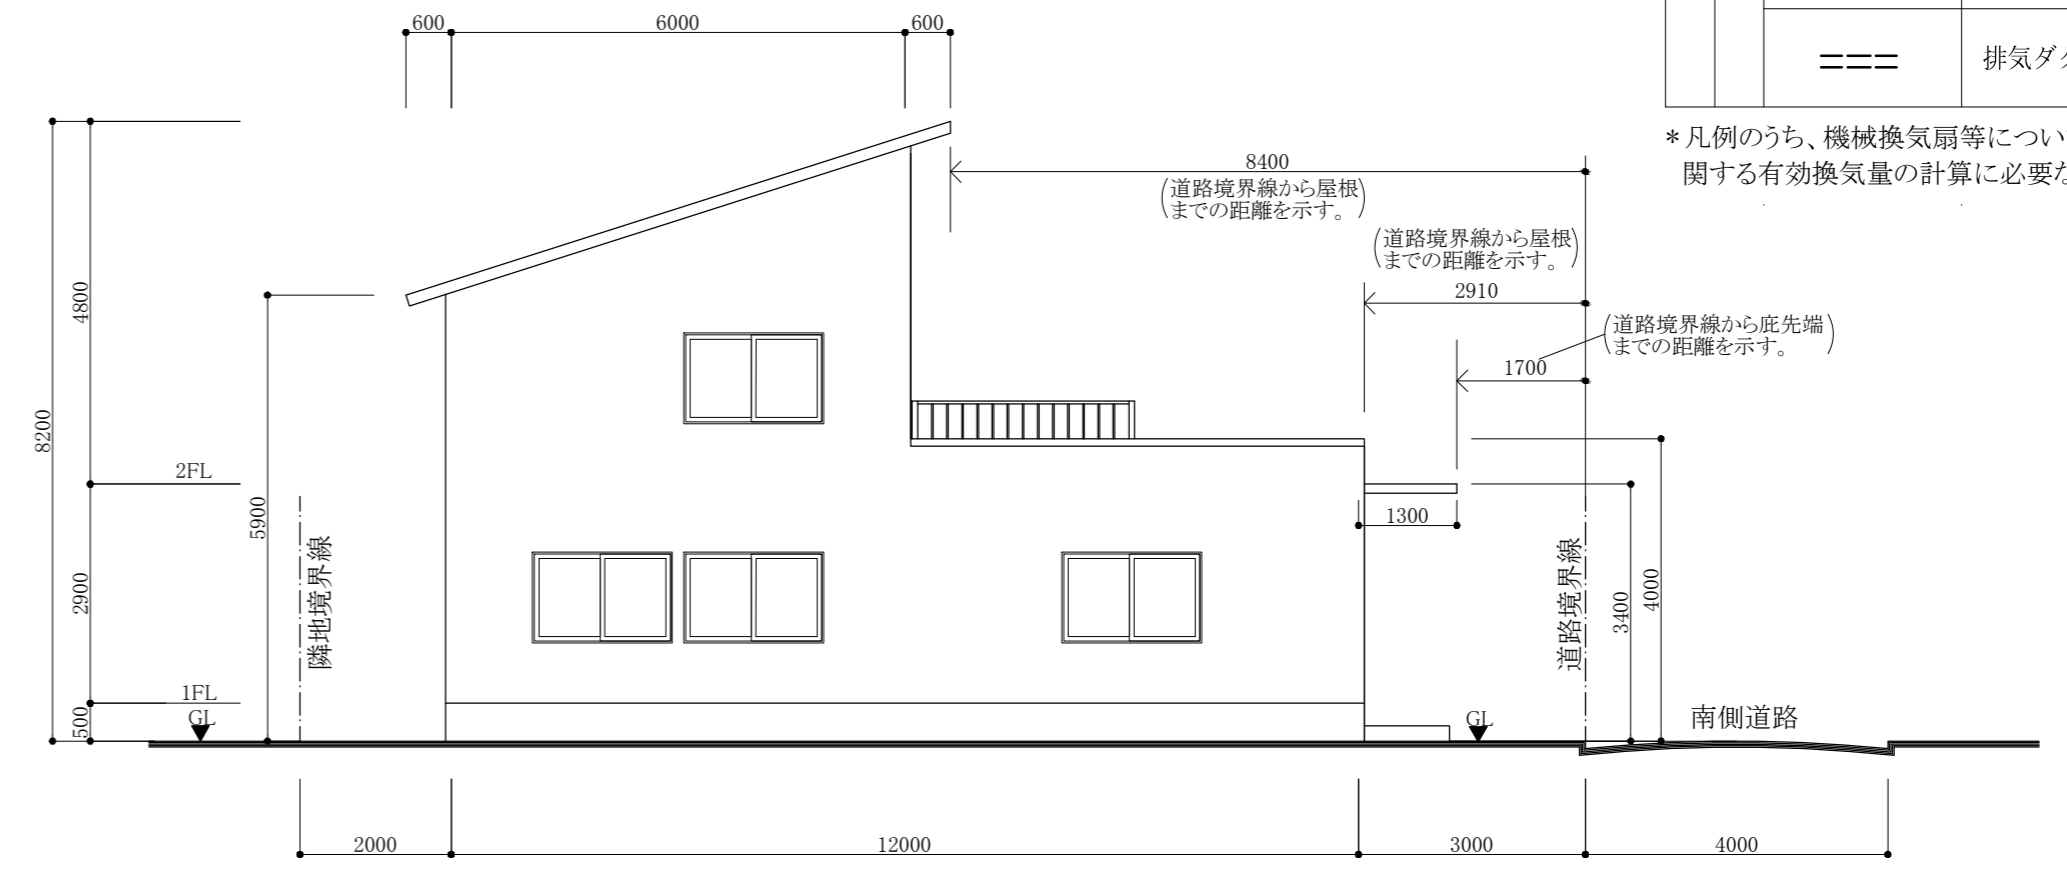 600
6000
600
排気ダク
*凡例のうち、機械換気扇等につい
関する有効換気量の計算に必要な
8400
(道路境界線から屋根
までの距離を示す。)
(道路境界線から屋根
までの距離を示す。)
2910
(道路境界線から庇先端
までの距離を示す。)
1700
4800
8200
2FL
5900
1300
2900
隣地境界線
道路境界線
3400
4000
1FL
500
GL
GL
南側道路
2000
12000
3000
4000